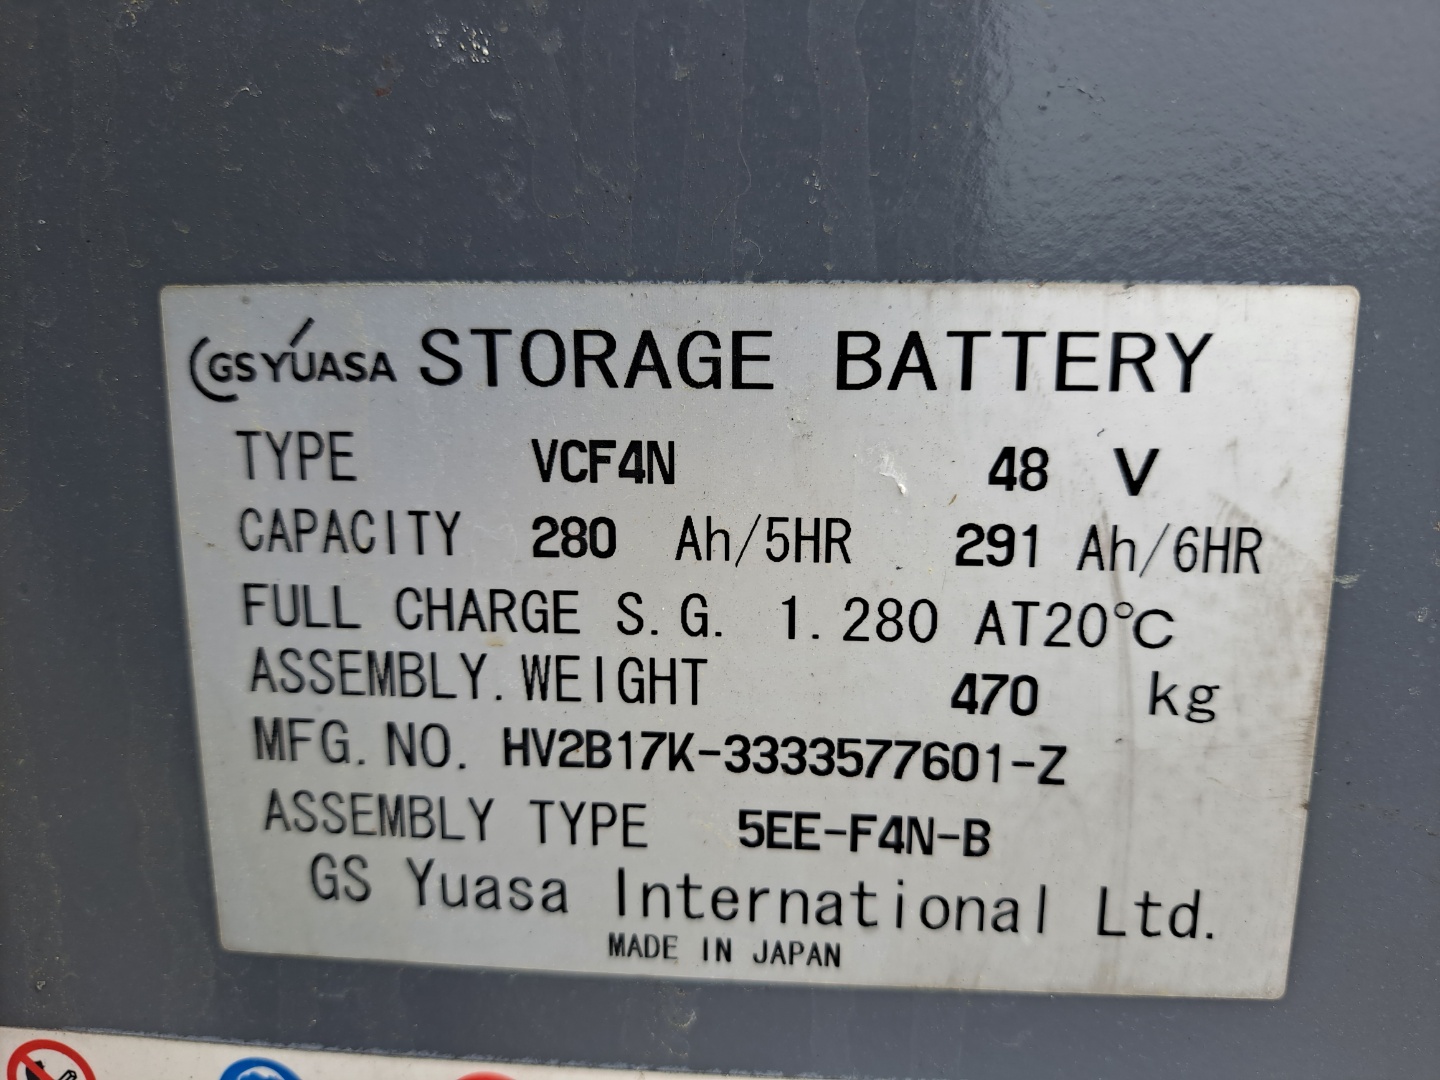 GS YUASA STORAGE BATTERY
TYPE VCF4N 48 V
CAPACITY 280 Ah/5HR 291 Ah/6HR
FULL CHARGE S.G. 1.280 AT20°C
ASSEMBLY.WEIGHT 470 kg
MFG.NO. HV2B17K-3333577601-Z
ASSEMBLY TYPE 5EE-F4N-B
GS Yuasa International Ltd.
MADE IN JAPAN